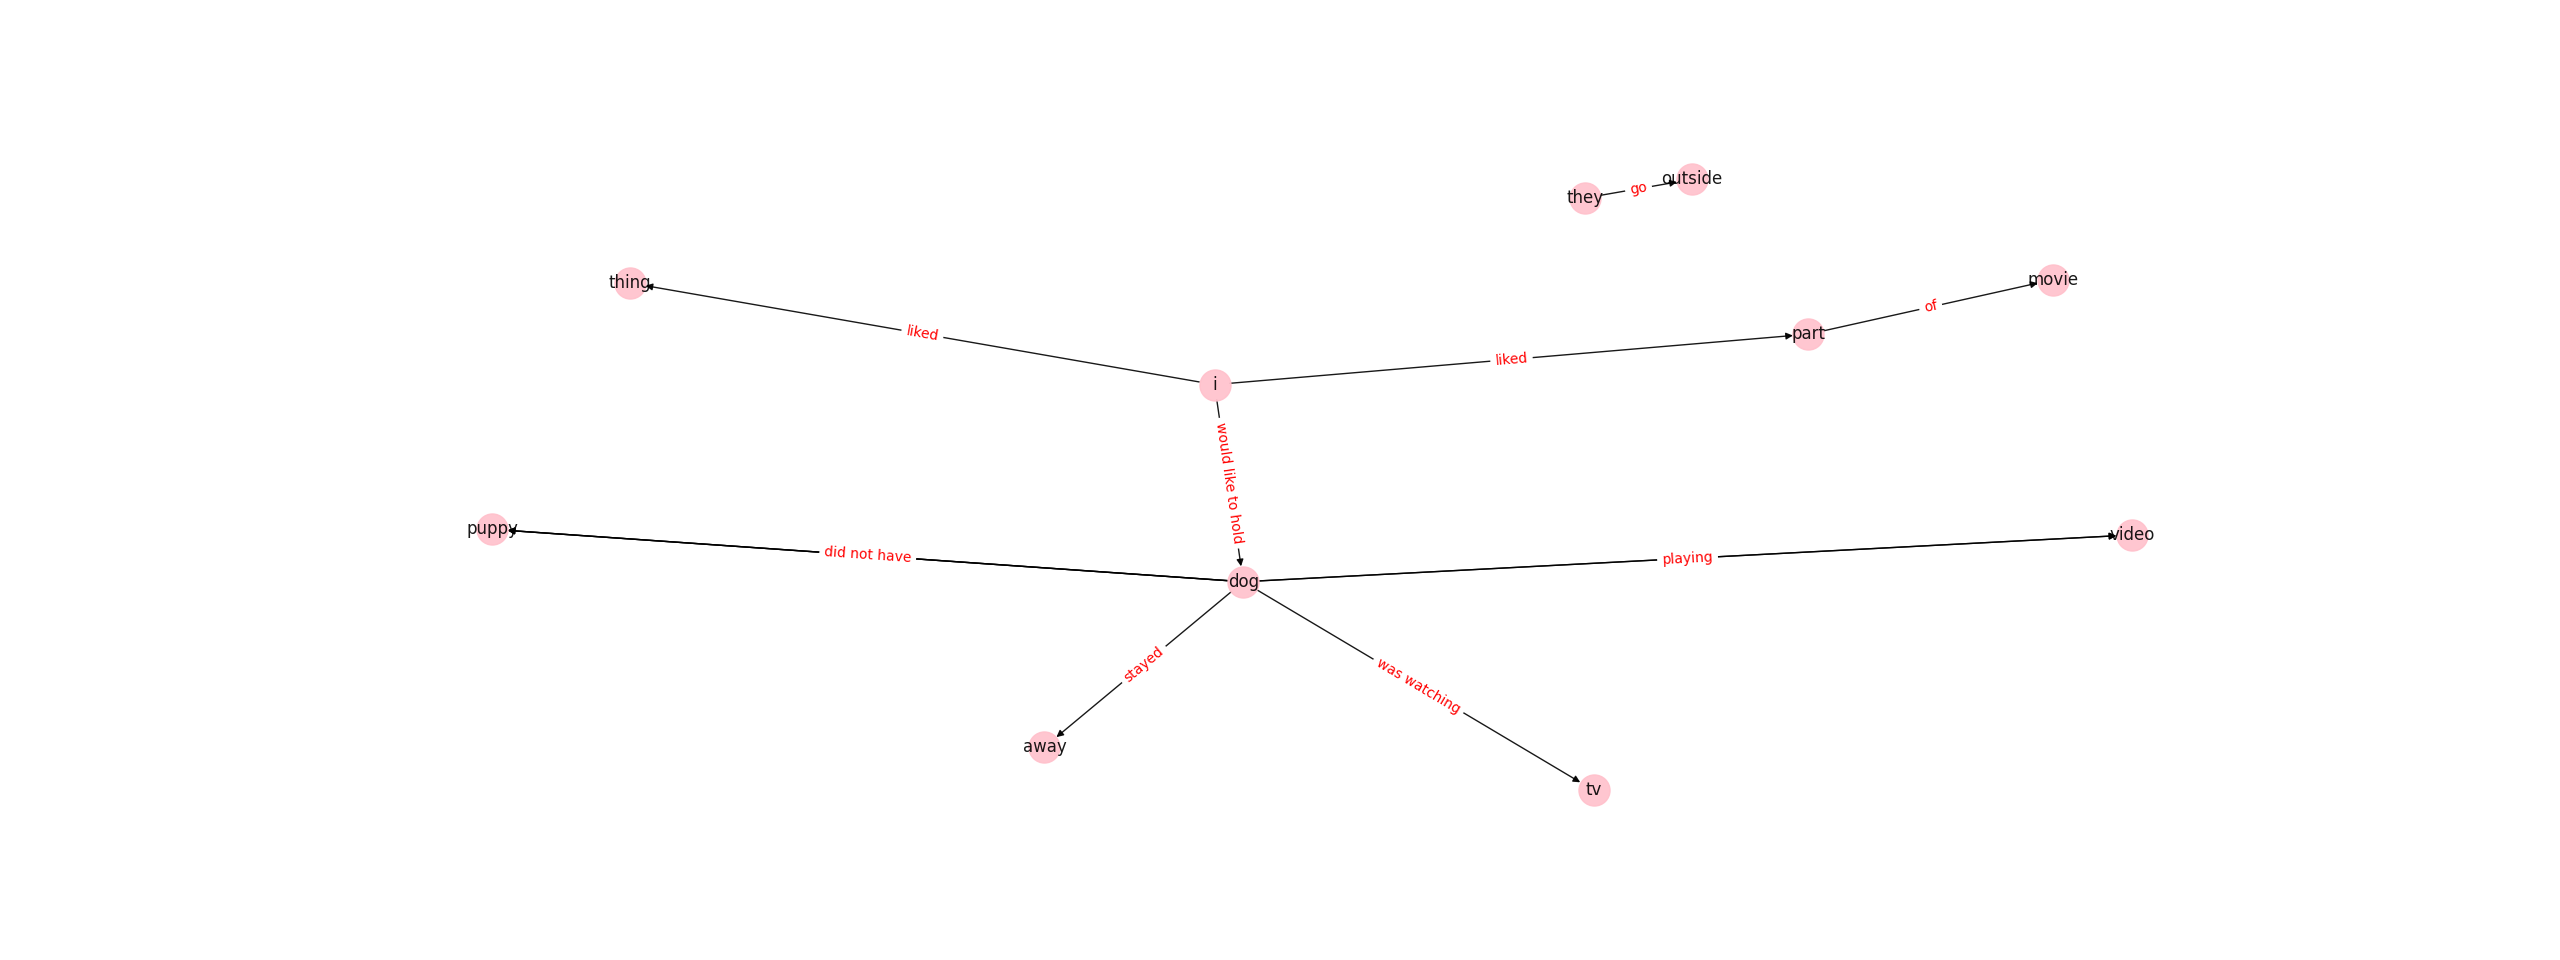 outside
they
go
movie
thing
of
part
liked
liked
i
would like to hold
puppy
video
did not have
playing
dog
stayed
was watching
away
tv